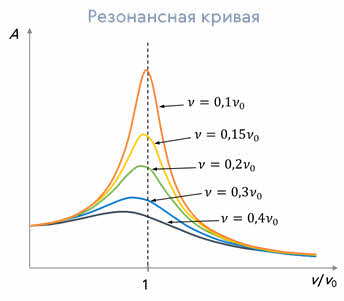 Резонансная кривая
A
ν = 0,1ν₀
ν = 0,15ν₀
ν = 0,2ν₀
ν = 0,3ν₀
ν = 0,4ν₀
1
ν/ν₀